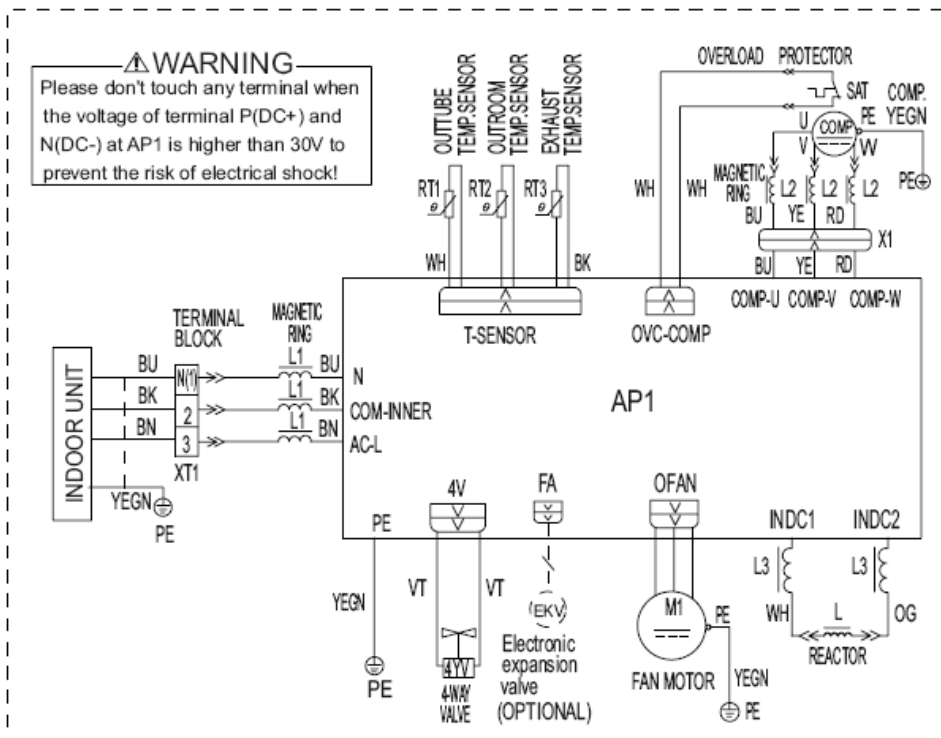 ⚠WARNING
Please don't touch any terminal when
the voltage of terminal P(DC+) and
N(DC-) at AP1 is higher than 30V to
prevent the risk of electrical shock!
OUTTUBE
TEMP.SENSOR
OUTROOM
TEMP.SENSOR
EXHAUST
TEMP.SENSOR
RT1
θ
RT2
θ
RT3
θ
WH
BK
T-SENSOR
OVERLOAD PROTECTOR
SAT
COMP.
YEGN
PE
COMP
U
V
W
PE
WH
WH
MAGNETIC
RING
L2
L2
L2
BU
YE
RD
X1
BU
YE
RD
COMP-U
COMP-V
COMP-W
OVC-COMP
AP1
INDOOR UNIT
TERMINAL
BLOCK
MAGNETIC
RING
BU
N(1)
L1
BU
N
BK
2
L1
BK
COM-INNER
BN
3
L1
BN
AC-L
XT1
YEGN
PE
PE
YEGN
PE
4V
VT
VT
4YV
4-WAY
VALVE
FA
EKV
Electronic
expansion
valve
(OPTIONAL)
OFAN
M1
PE
FAN MOTOR
YEGN
PE
INDC1
INDC2
L3
L3
WH
L
OG
REACTOR